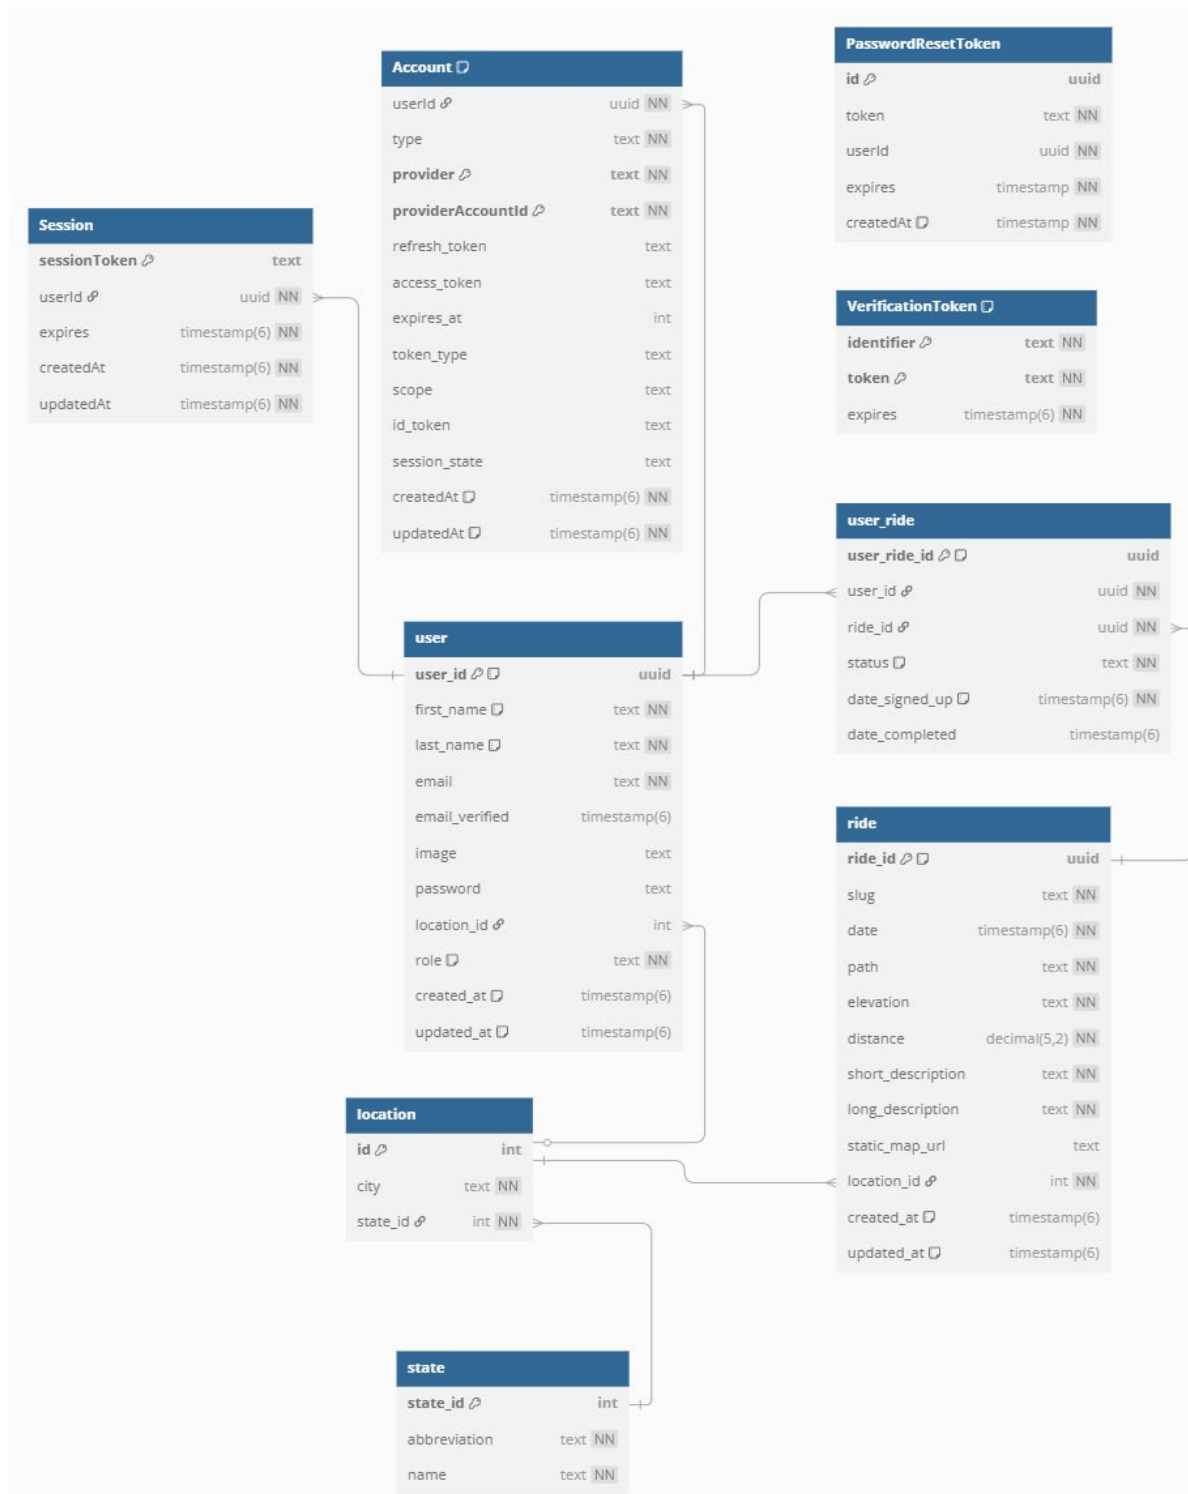 Account
userId uuid NN
type text NN
provider text NN
providerAccountId text NN
refresh_token text
access_token text
expires_at int
token_type text
scope text
id_token text
session_state text
createdAt timestamp(6) NN
updatedAt timestamp(6) NN
PasswordResetToken
id uuid
token text NN
userId uuid NN
expires timestamp NN
createdAt timestamp NN
Session
sessionToken text
userId uuid NN
expires timestamp(6) NN
createdAt timestamp(6) NN
updatedAt timestamp(6) NN
VerificationToken
identifier text NN
token text NN
expires timestamp(6) NN
user_ride
user_ride_id uuid
user_id uuid NN
ride_id uuid NN
status text NN
date_signed_up timestamp(6) NN
date_completed timestamp(6)
user
user_id uuid
first_name text NN
last_name text NN
email text NN
email_verified timestamp(6)
image text
password text
location_id int
role text NN
created_at timestamp(6)
updated_at timestamp(6)
ride
ride_id uuid
slug text NN
date timestamp(6) NN
path text NN
elevation text NN
distance decimal(5,2) NN
short_description text NN
long_description text NN
static_map_url text
location_id int NN
created_at timestamp(6)
updated_at timestamp(6)
location
id int
city text NN
state_id int NN
state
state_id int
abbreviation text NN
name text NN